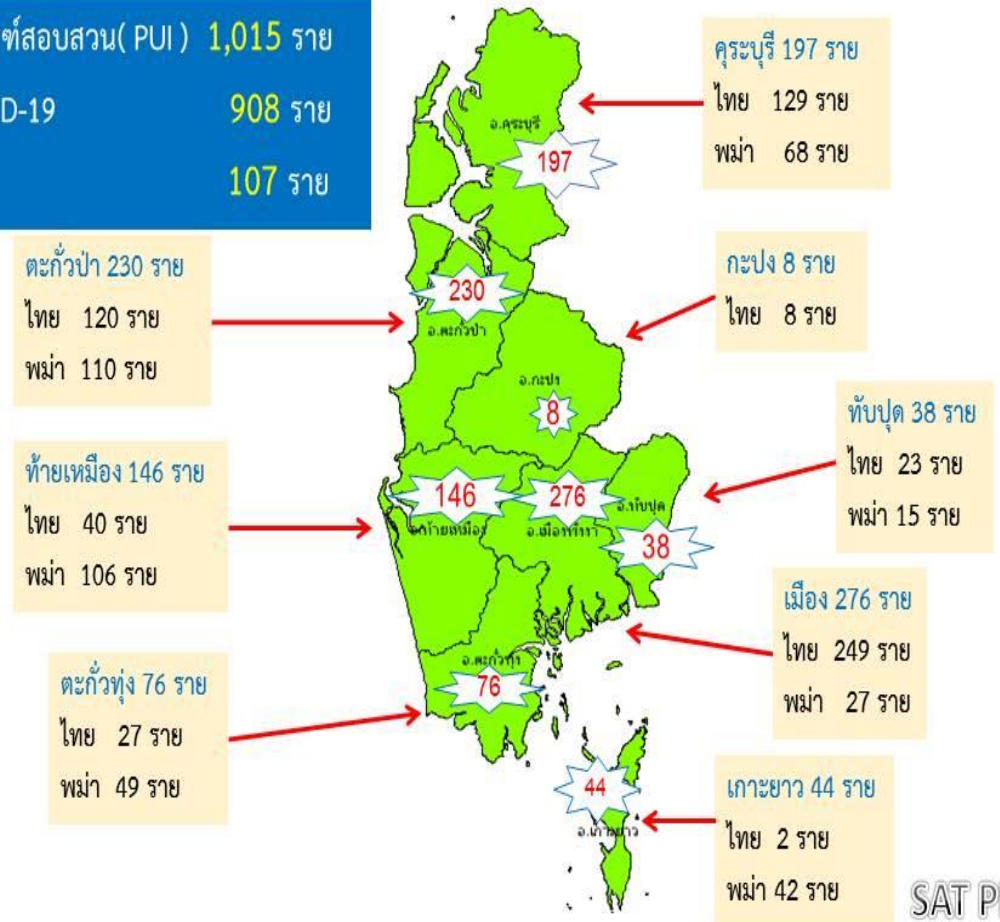 ฑ์สอบสวน( PUI ) 1,015 ราย
D-19 908 ราย
107 ราย
คุระบุรี 197 ราย
ไทย 129 ราย
พม่า 68 ราย
อ.คุระบุรี
197
ตะกั่วป่า 230 ราย
ไทย 120 ราย
พม่า 110 ราย
230
อ.ตะกั่วป่า
กะปง 8 ราย
ไทย 8 ราย
อ.กะปง
8
ทับปุด 38 ราย
ไทย 23 ราย
พม่า 15 ราย
ท้ายเหมือง 146 ราย
ไทย 40 ราย
พม่า 106 ราย
146
อ.ท้ายเหมือง
276
อ.เมืองพังงา
อ.ทับปุด
38
เมือง 276 ราย
ไทย 249 ราย
พม่า 27 ราย
ตะกั่วทุ่ง 76 ราย
ไทย 27 ราย
พม่า 49 ราย
อ.ตะกั่วทุ่ง
76
44
อ.เกาะยาว
เกาะยาว 44 ราย
ไทย 2 ราย
พม่า 42 ราย
SAT P